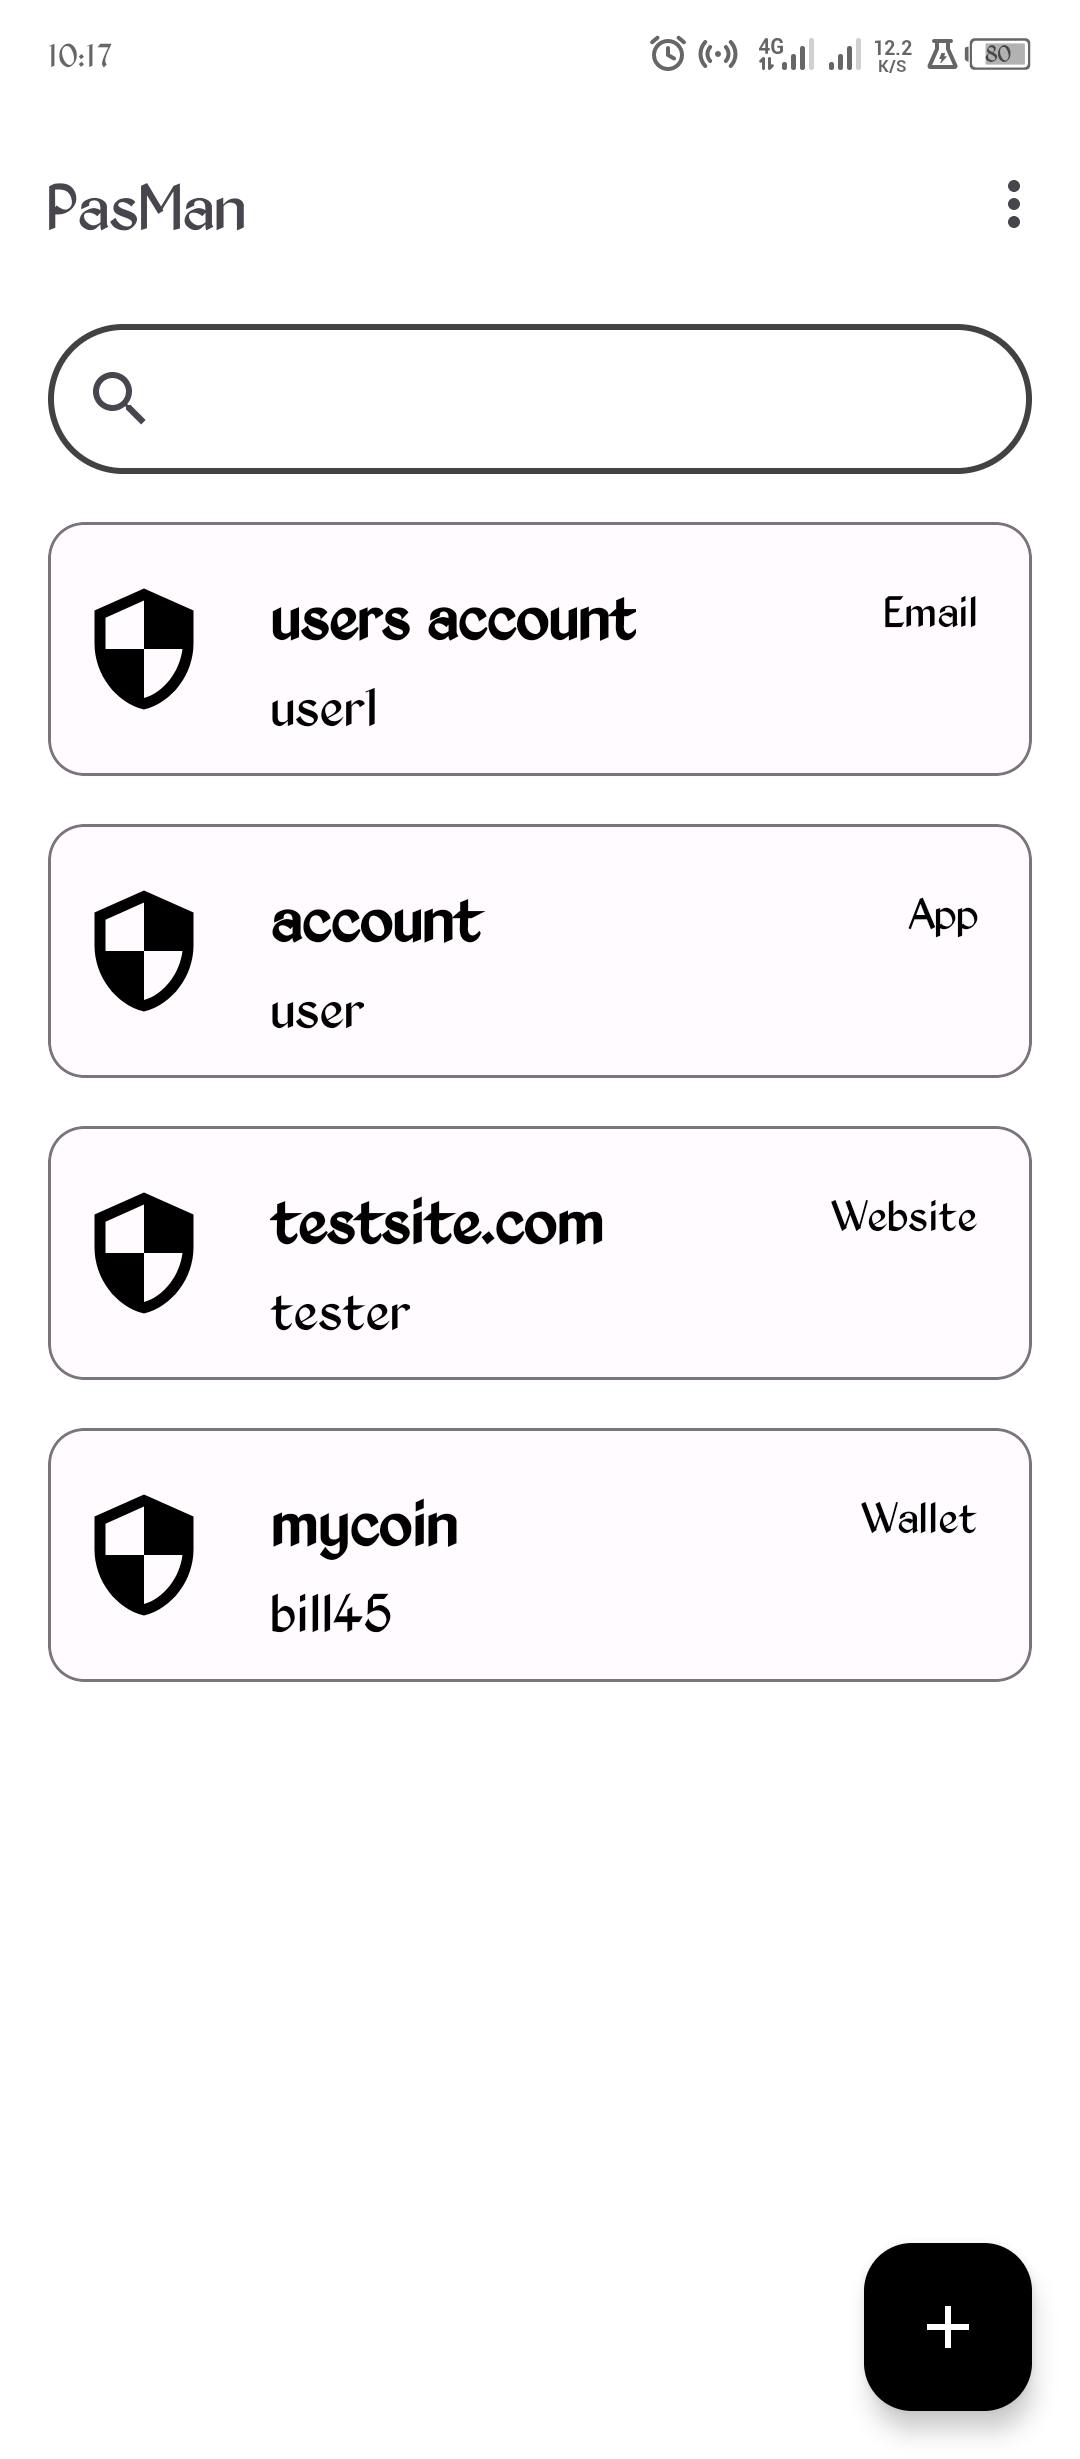 10:17
4G
12.2
K/S
80
PasMan
users account
Email
user1
account
App
user
testsite.com
Website
tester
mycoin
Wallet
bill45